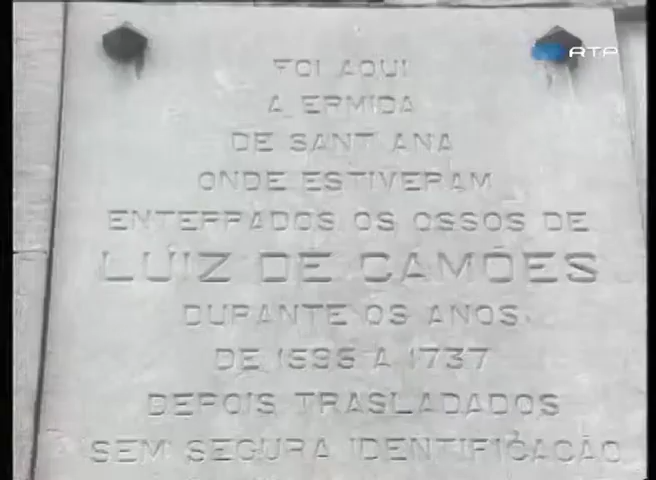 RTP
FOI AQUI
A ERMIDA
DE SANT'ANA
ONDE ESTIVERAM
ENTERRADOS OS OSSOS DE
LUIZ DE CAMÕES
DURANTE OS ANOS
DE 1596 A 1737
DEPOIS TRASLADADOS
SEM SEGURA IDENTIFICAÇÃO